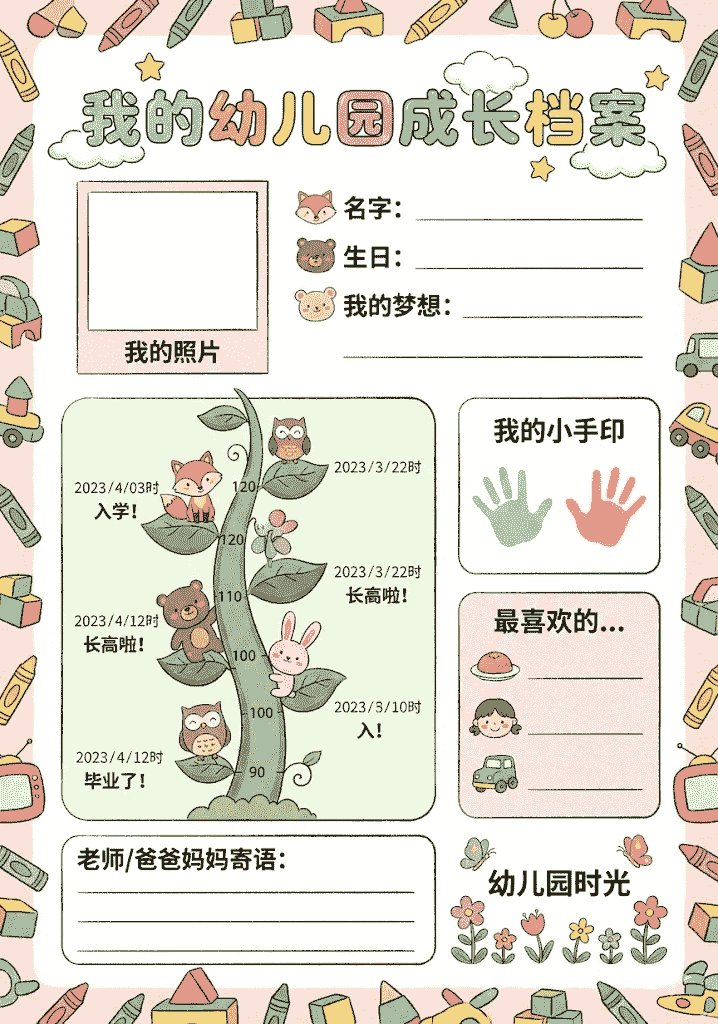 我的幼儿园成长档案
名字：
生日：
我的梦想：
我的照片
2023/3/22时
2023/4/03时
入学！
120
120
2023/3/22时
长高啦！
110
2023/4/12时
长高啦！
100
2023/3/10时
入！
100
2023/4/12时
毕业了！
90
我的小手印
最喜欢的...
老师/爸爸妈妈寄语：
幼儿园时光